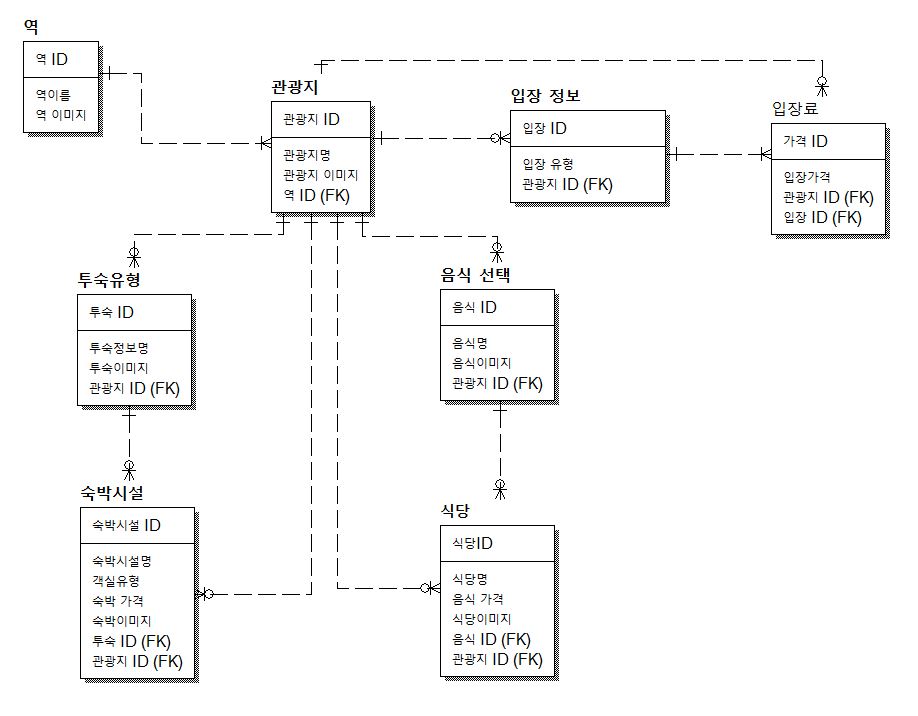 역
역 ID
역이름
역 이미지
관광지
관광지 ID
관광지명
관광지 이미지
역 ID (FK)
입장 정보
입장 ID
입장 유형
관광지 ID (FK)
입장료
가격 ID
입장가격
관광지 ID (FK)
입장 ID (FK)
투숙유형
투숙 ID
투숙정보명
투숙이미지
관광지 ID (FK)
음식 선택
음식 ID
음식명
음식이미지
관광지 ID (FK)
숙박시설
숙박시설 ID
숙박시설명
객실유형
숙박 가격
숙박이미지
투숙 ID (FK)
관광지 ID (FK)
식당
식당ID
식당명
음식 가격
식당이미지
음식 ID (FK)
관광지 ID (FK)